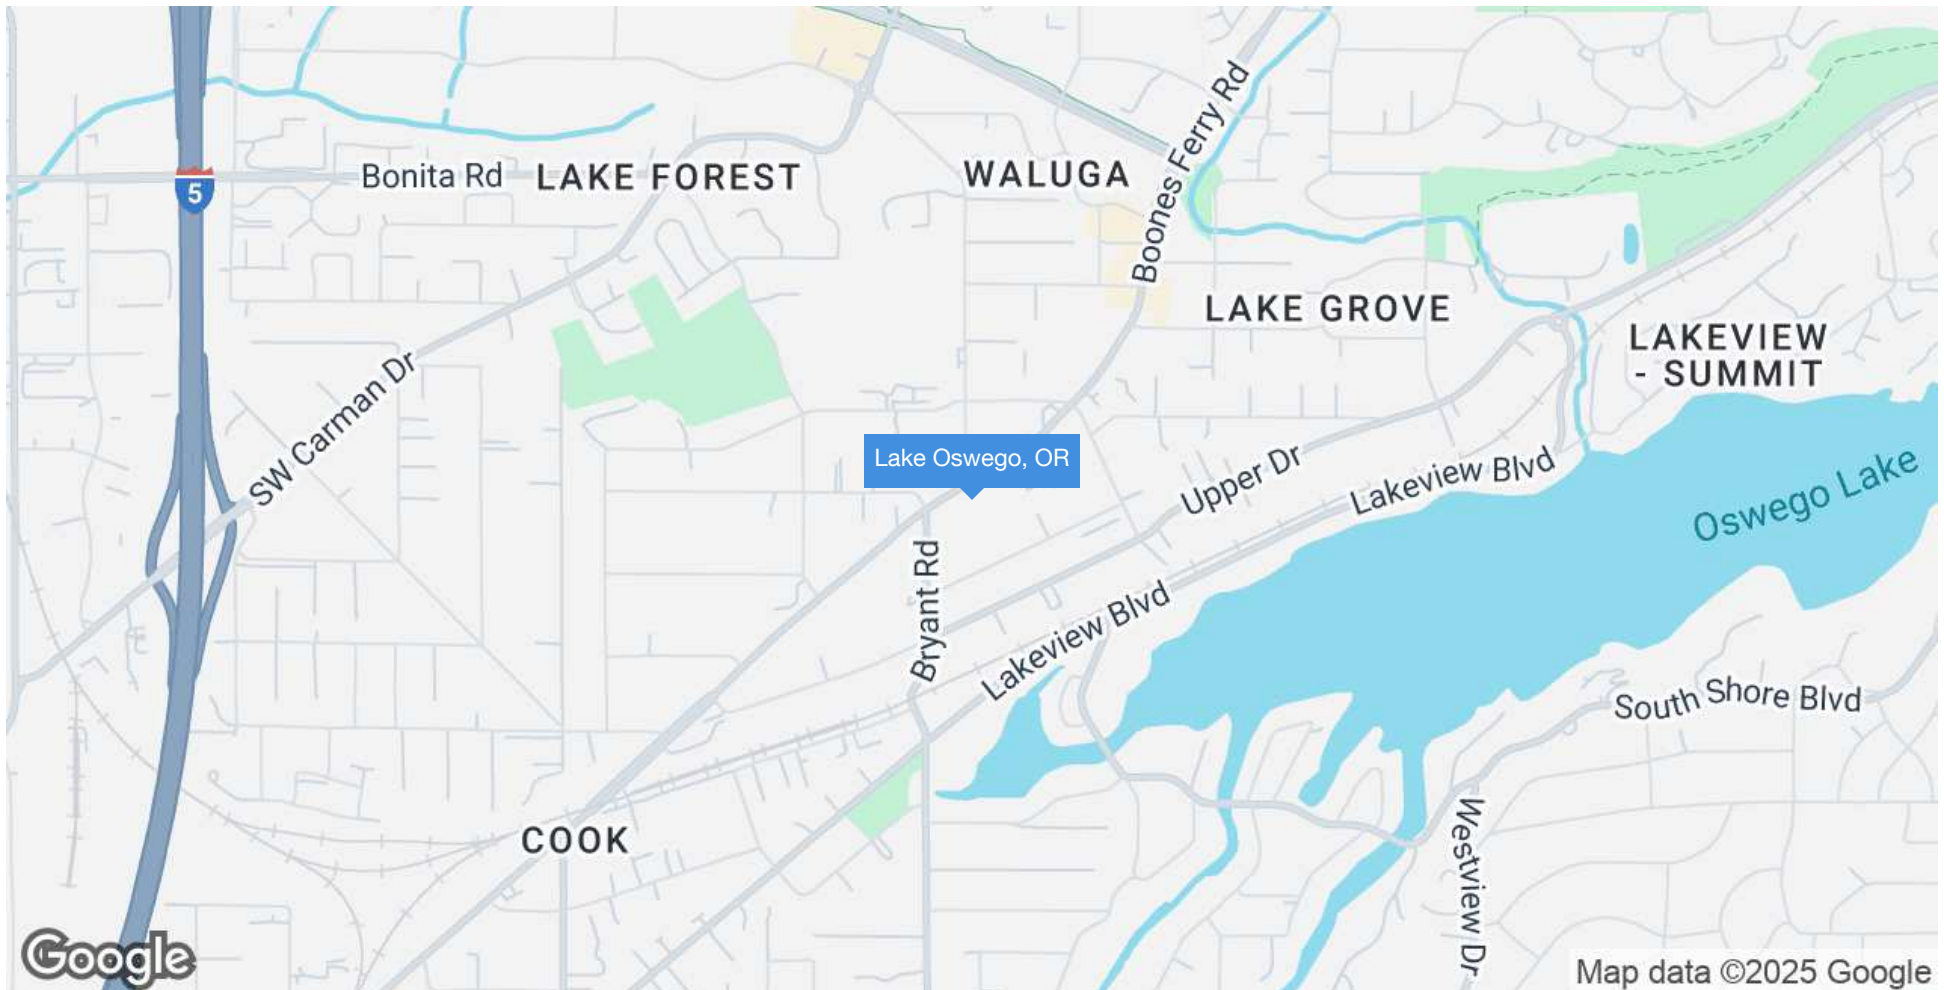 Boones Ferry Rd
5
Bonita Rd
LAKE FOREST
WALUGA
LAKE GROVE
LAKEVIEW
- SUMMIT
SW Carman Dr
Lake Oswego, OR
Upper Dr
Lakeview Blvd
Oswego Lake
Bryant Rd
Lakeview Blvd
South Shore Blvd
COOK
Westview Dr
Google
Map data ©2025 Google